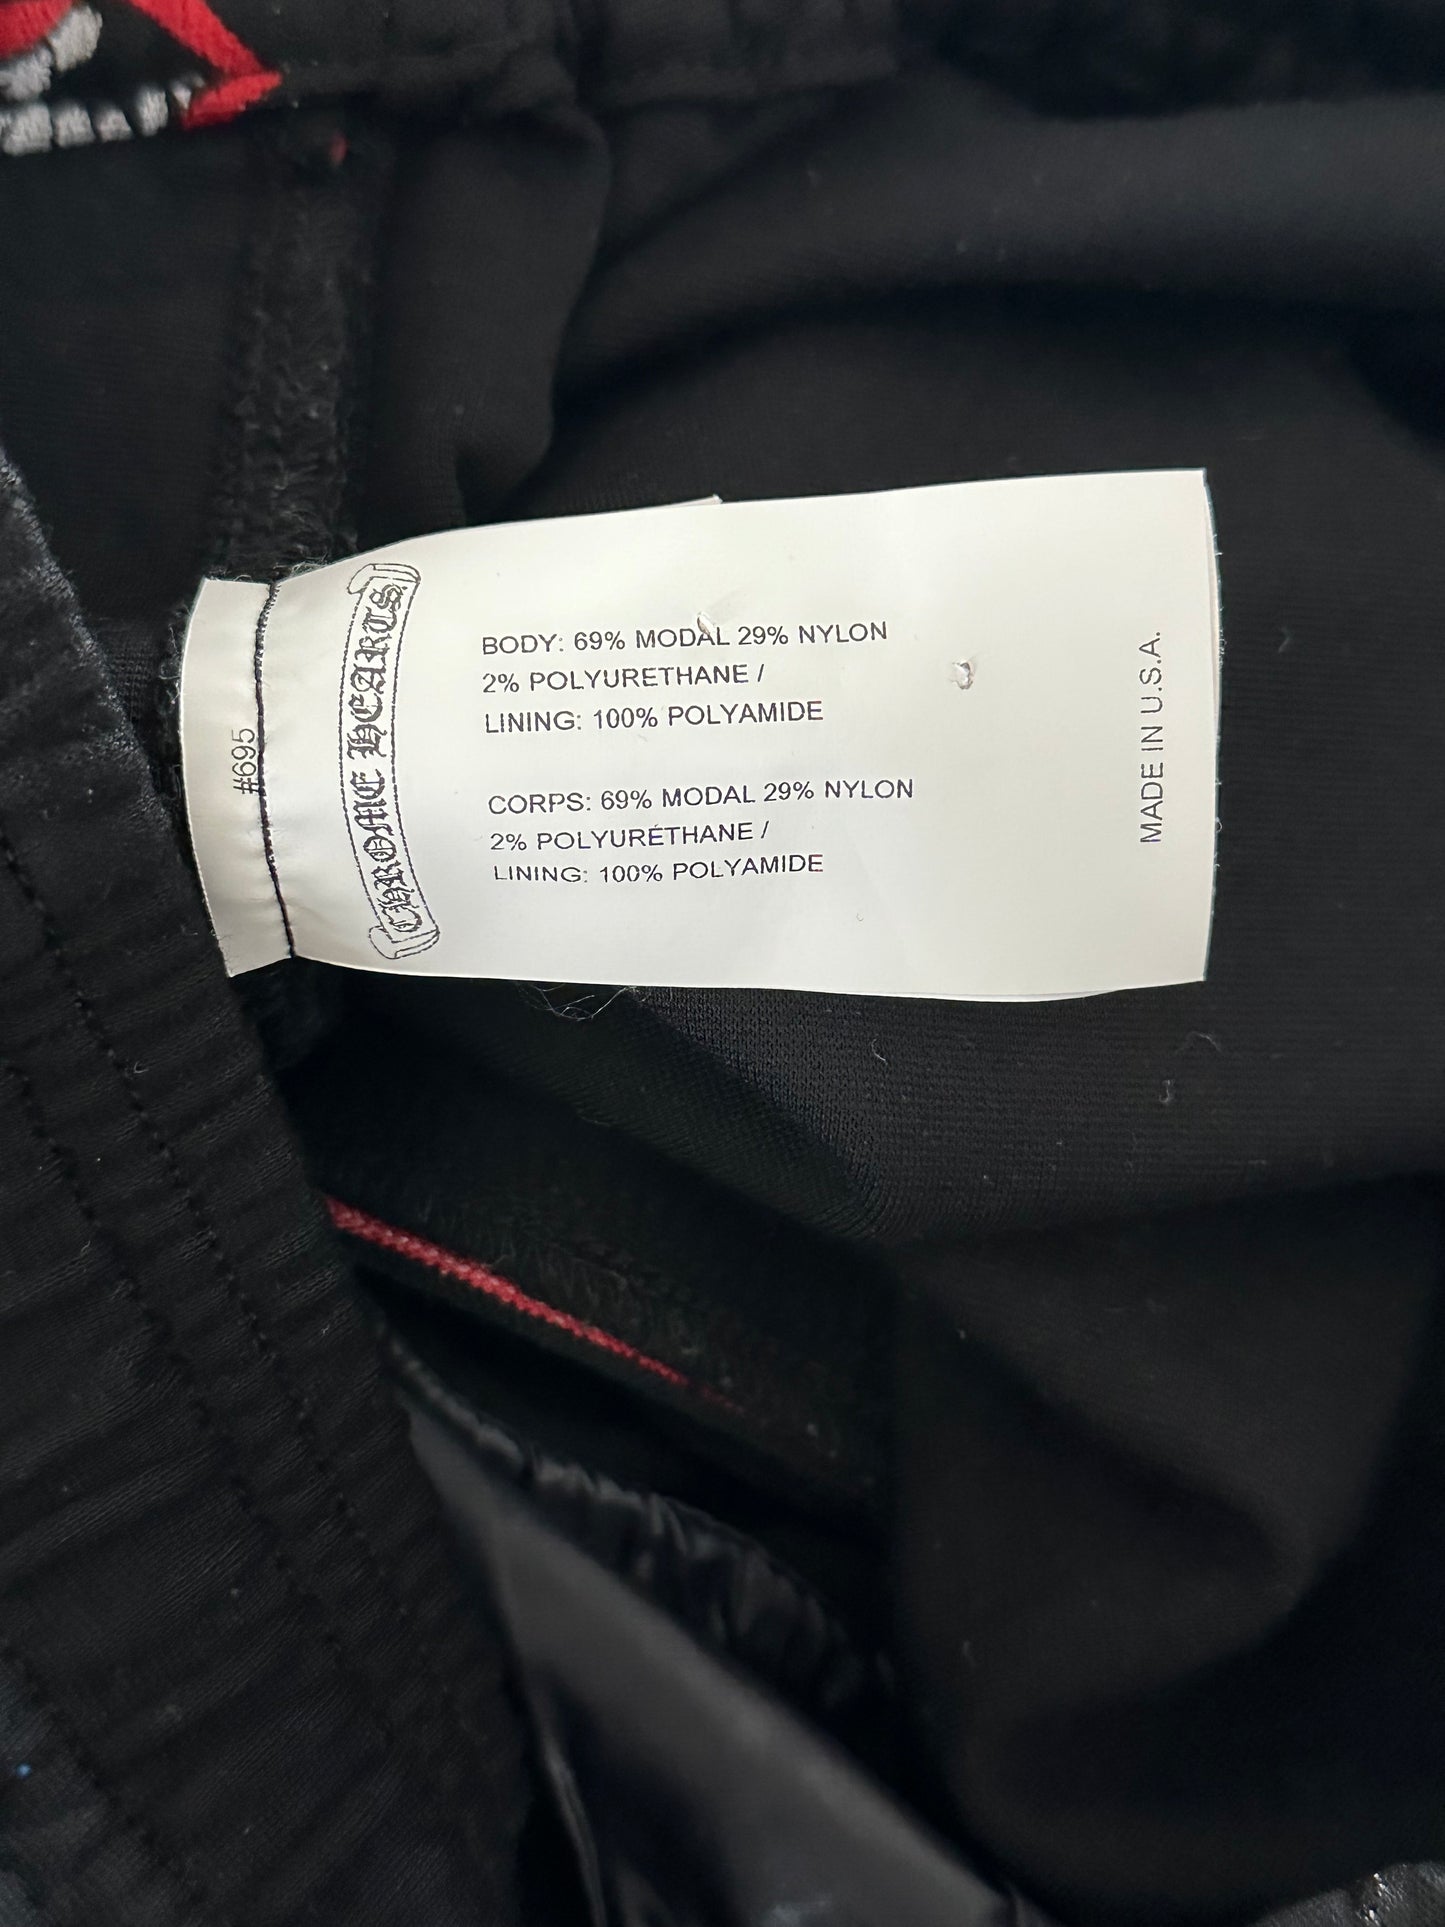 #695
CHROME HEARTS
BODY: 69% MODAL 29% NYLON
2% POLYURETHANE /
LINING: 100% POLYAMIDE
CORPS: 69% MODAL 29% NYLON
2% POLYURÉTHANE /
LINING: 100% POLYAMIDE
MADE IN U.S.A.